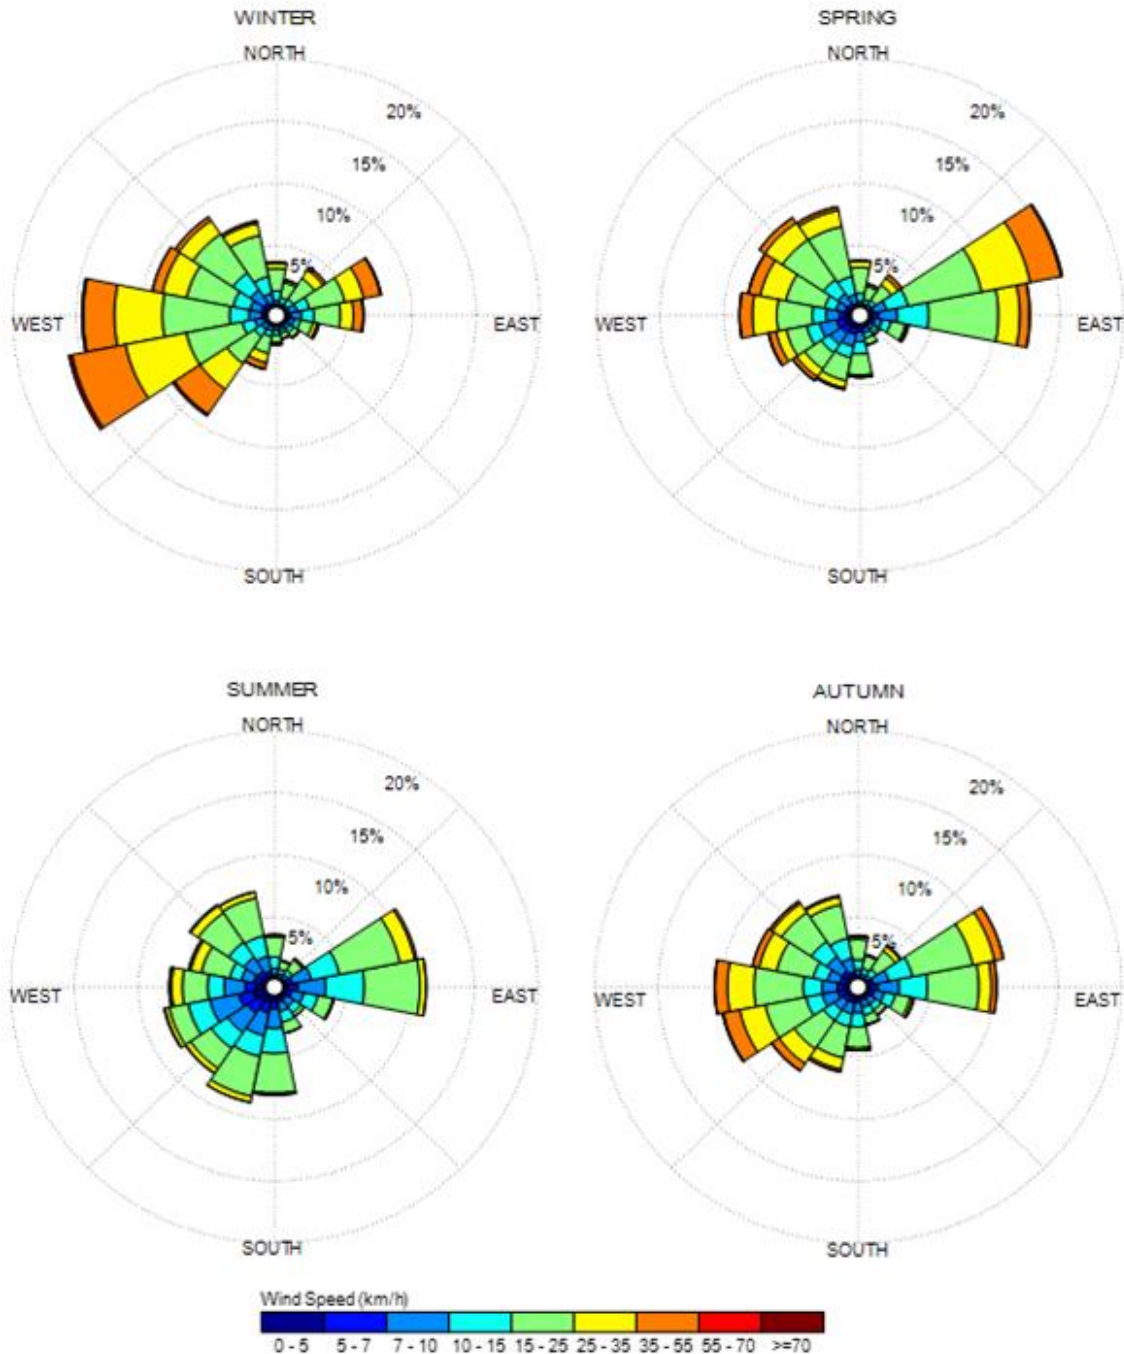 WINTER
NORTH
20%
15%
10%
5%
WEST
EAST
SOUTH
SPRING
NORTH
20%
15%
10%
5%
WEST
EAST
SOUTH
SUMMER
NORTH
20%
15%
10%
5%
WEST
EAST
SOUTH
AUTUMN
NORTH
20%
15%
10%
5%
WEST
EAST
SOUTH
Wind Speed (km/h)
0 - 5 5 - 7 7 - 10 10 - 15 15 - 25 25 - 35 35 - 55 55 - 70 >=70